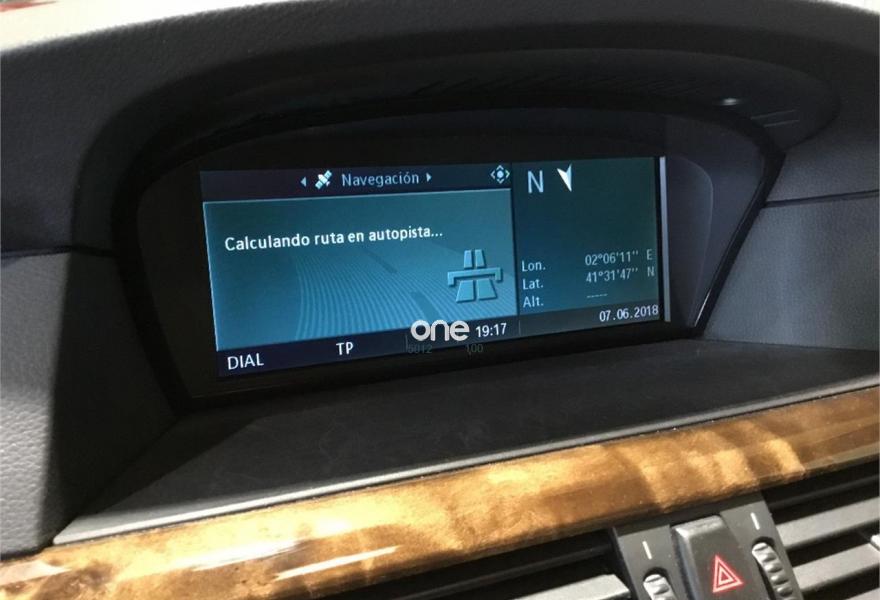 Navegación
N
Calculando ruta en autopista...
Lon. 02°06'11'' E
Lat. 41°31'47'' N
Alt. -----
one 19:17
07.06.2018
DIAL
TP